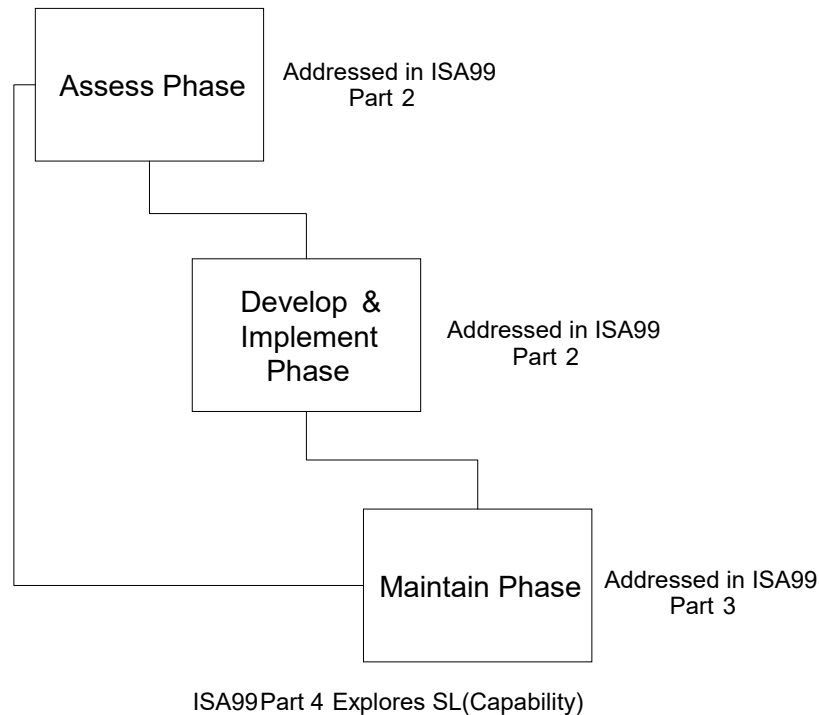 Assess Phase
Addressed in ISA99
Part 2
Develop &
Implement
Phase
Addressed in ISA99
Part 2
Maintain Phase
Addressed in ISA99
Part 3
ISA99Part 4 Explores SL(Capability)